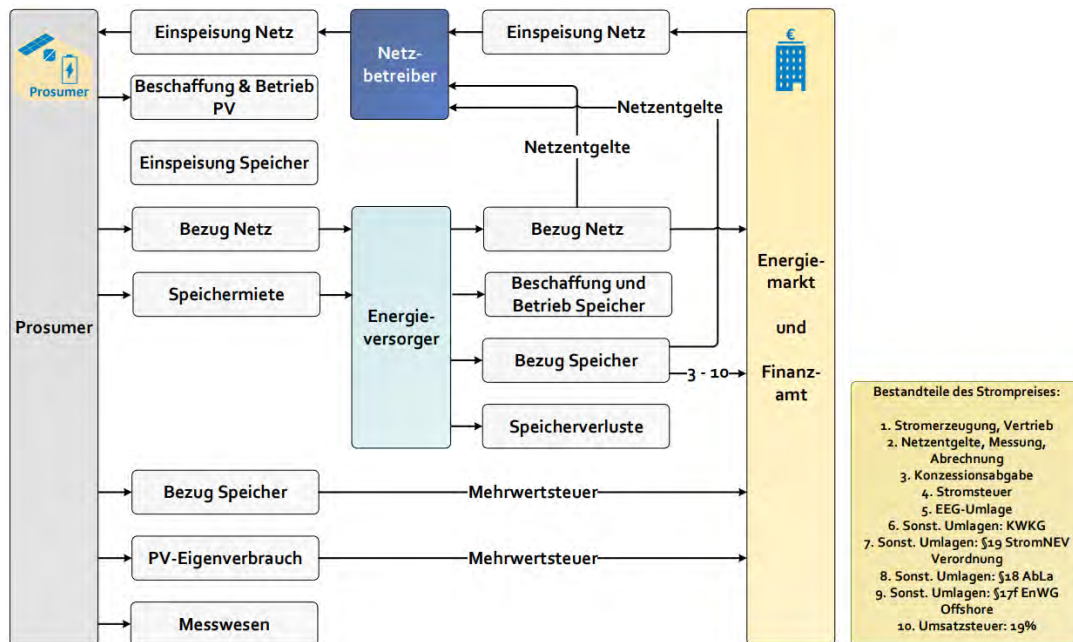 Einspeisung Netz
Einspeisung Netz
€
Prosumer
Netz-
betreiber
Beschaffung & Betrieb
PV
Netzentgelte
Netzentgelte
Einspeisung Speicher
Bezug Netz
Bezug Netz
Speichermiete
Beschaffung und
Betrieb Speicher
Prosumer
Energie-
versorger
Energie-
markt
und
Finanz-
amt
Bezug Speicher
3 - 10
Speicherverluste
Bezug Speicher
Mehrwertsteuer
PV-Eigenverbrauch
Mehrwertsteuer
Messwesen
Bestandteile des Strompreises:
1. Stromerzeugung, Vertrieb
2. Netzentgelte, Messung,
Abrechnung
3. Konzessionsabgabe
4. Stromsteuer
5. EEG-Umlage
6. Sonst. Umlagen: KWKG
7. Sonst. Umlagen: §19 StromNEV
Verordnung
8. Sonst. Umlagen: §18 AbLa
9. Sonst. Umlagen: §17f EnWG
Offshore
10. Umsatzsteuer: 19%